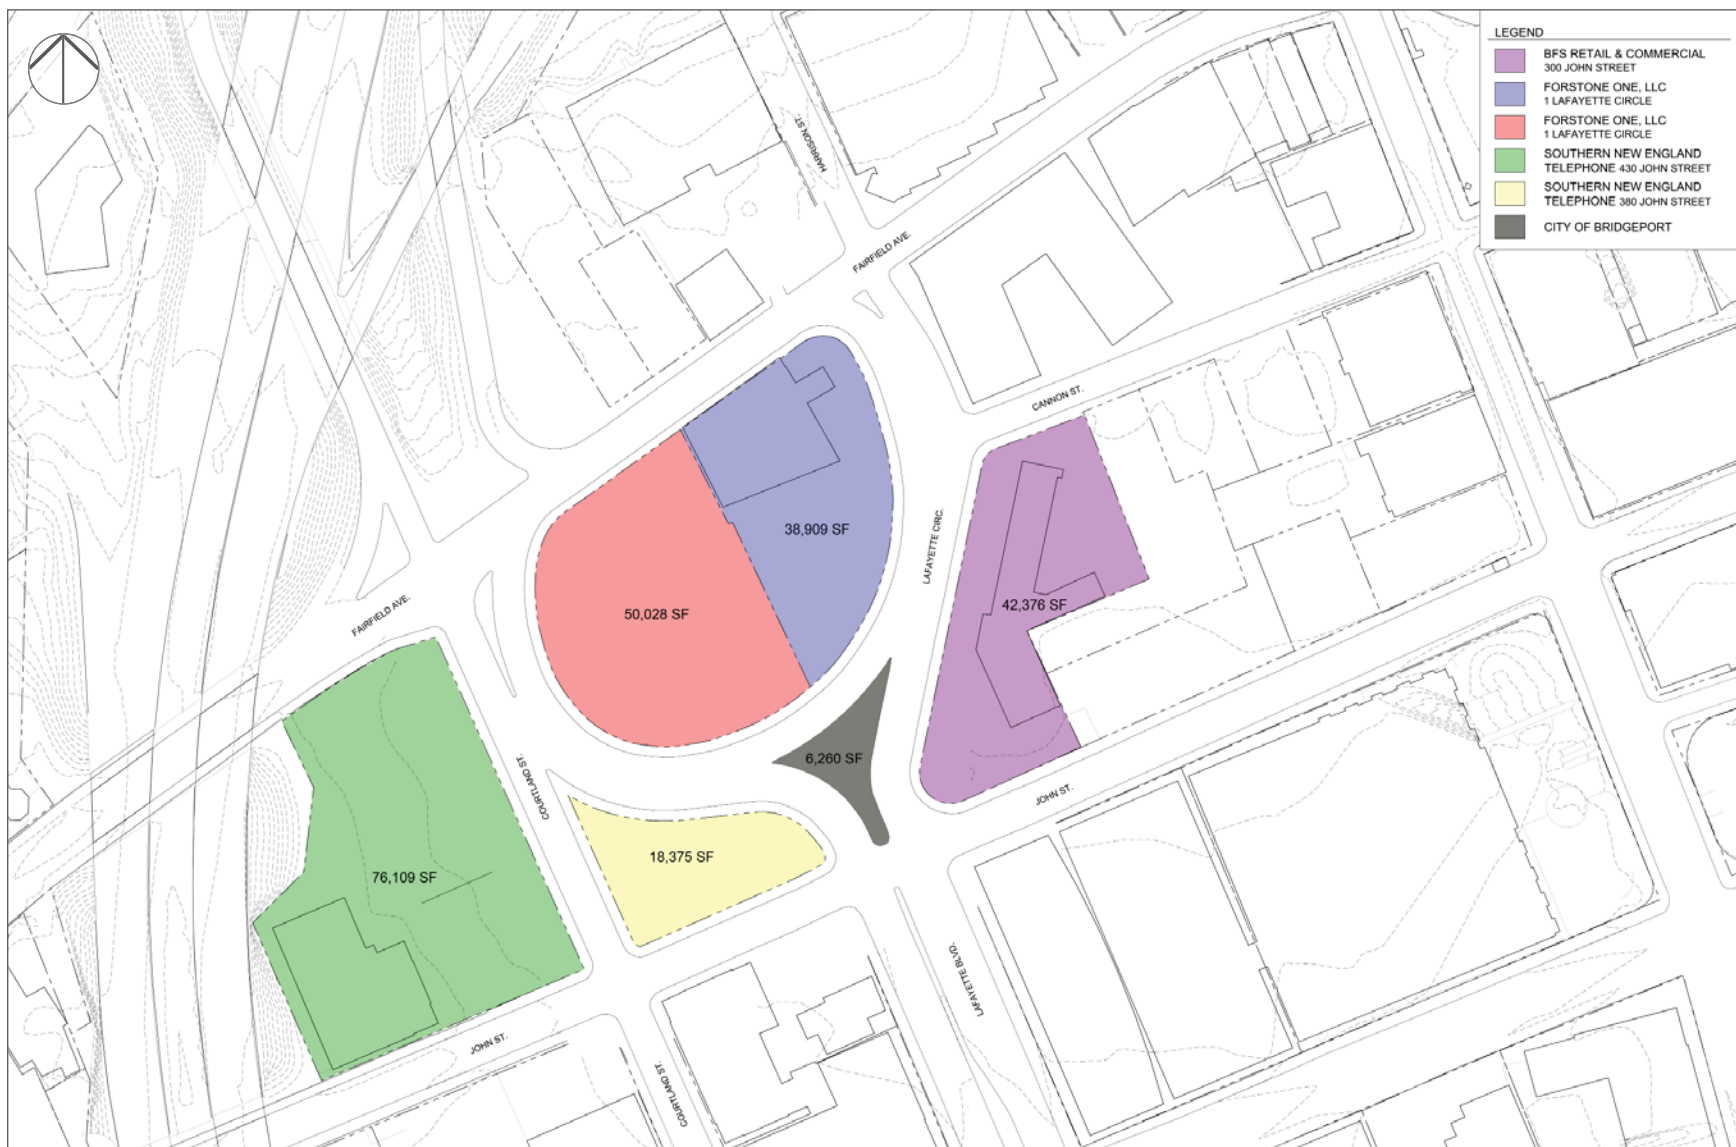 LEGEND
BFS RETAIL & COMMERCIAL
300 JOHN STREET
FORSTONE ONE, LLC
1 LAFAYETTE CIRCLE
FORSTONE ONE, LLC
1 LAFAYETTE CIRCLE
SOUTHERN NEW ENGLAND
TELEPHONE 430 JOHN STREET
SOUTHERN NEW ENGLAND
TELEPHONE 380 JOHN STREET
CITY OF BRIDGEPORT
HARRISON ST.
FAIRFIELD AVE.
CANNON ST.
38,909 SF
LAFAYETTE CIRC.
42,376 SF
50,028 SF
FAIRFIELD AVE.
6,260 SF
COURTLAND ST.
JOHN ST.
18,375 SF
76,109 SF
LAFAYETTE BLVD.
JOHN ST.
COURTLAND ST.